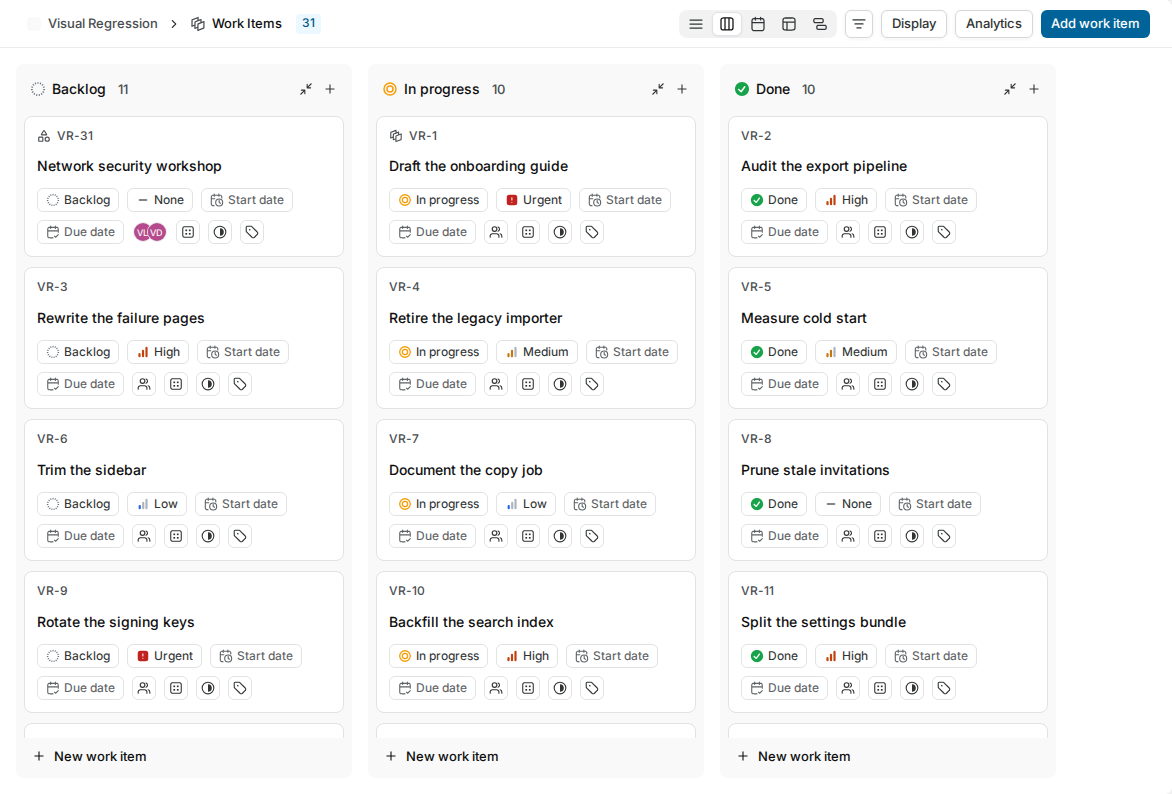 Visual Regression > Work Items 31
Display
Analytics
Add work item
Backlog 11
VR-31
Network security workshop
Backlog None Start date
Due date VL VD
VR-3
Rewrite the failure pages
Backlog High Start date
Due date
VR-6
Trim the sidebar
Backlog Low Start date
Due date
VR-9
Rotate the signing keys
Backlog Urgent Start date
Due date
New work item
In progress 10
VR-1
Draft the onboarding guide
In progress Urgent Start date
Due date
VR-4
Retire the legacy importer
In progress Medium Start date
Due date
VR-7
Document the copy job
In progress Low Start date
Due date
VR-10
Backfill the search index
In progress High Start date
Due date
New work item
Done 10
VR-2
Audit the export pipeline
Done High Start date
Due date
VR-5
Measure cold start
Done Medium Start date
Due date
VR-8
Prune stale invitations
Done None Start date
Due date
VR-11
Split the settings bundle
Done High Start date
Due date
New work item